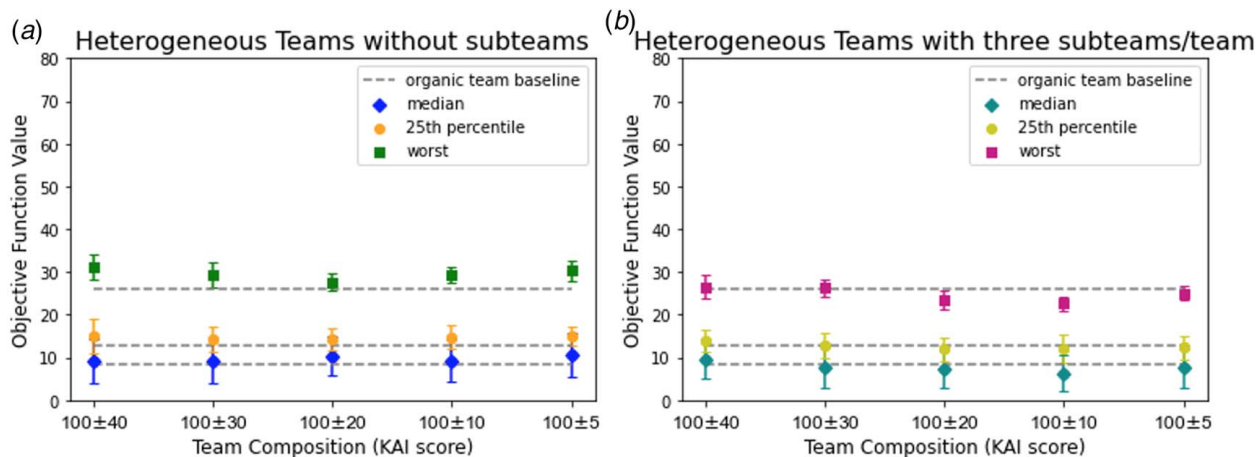 (a)
Heterogeneous Teams without subteams
80
70
60
50
40
30
20
10
0
Objective Function Value
organic team baseline
median
25th percentile
worst
100±40 100±30 100±20 100±10 100±5
Team Composition (KAI score)
(b)
Heterogeneous Teams with three subteams/team
80
70
60
50
40
30
20
10
0
Objective Function Value
organic team baseline
median
25th percentile
worst
100±40 100±30 100±20 100±10 100±5
Team Composition (KAI score)